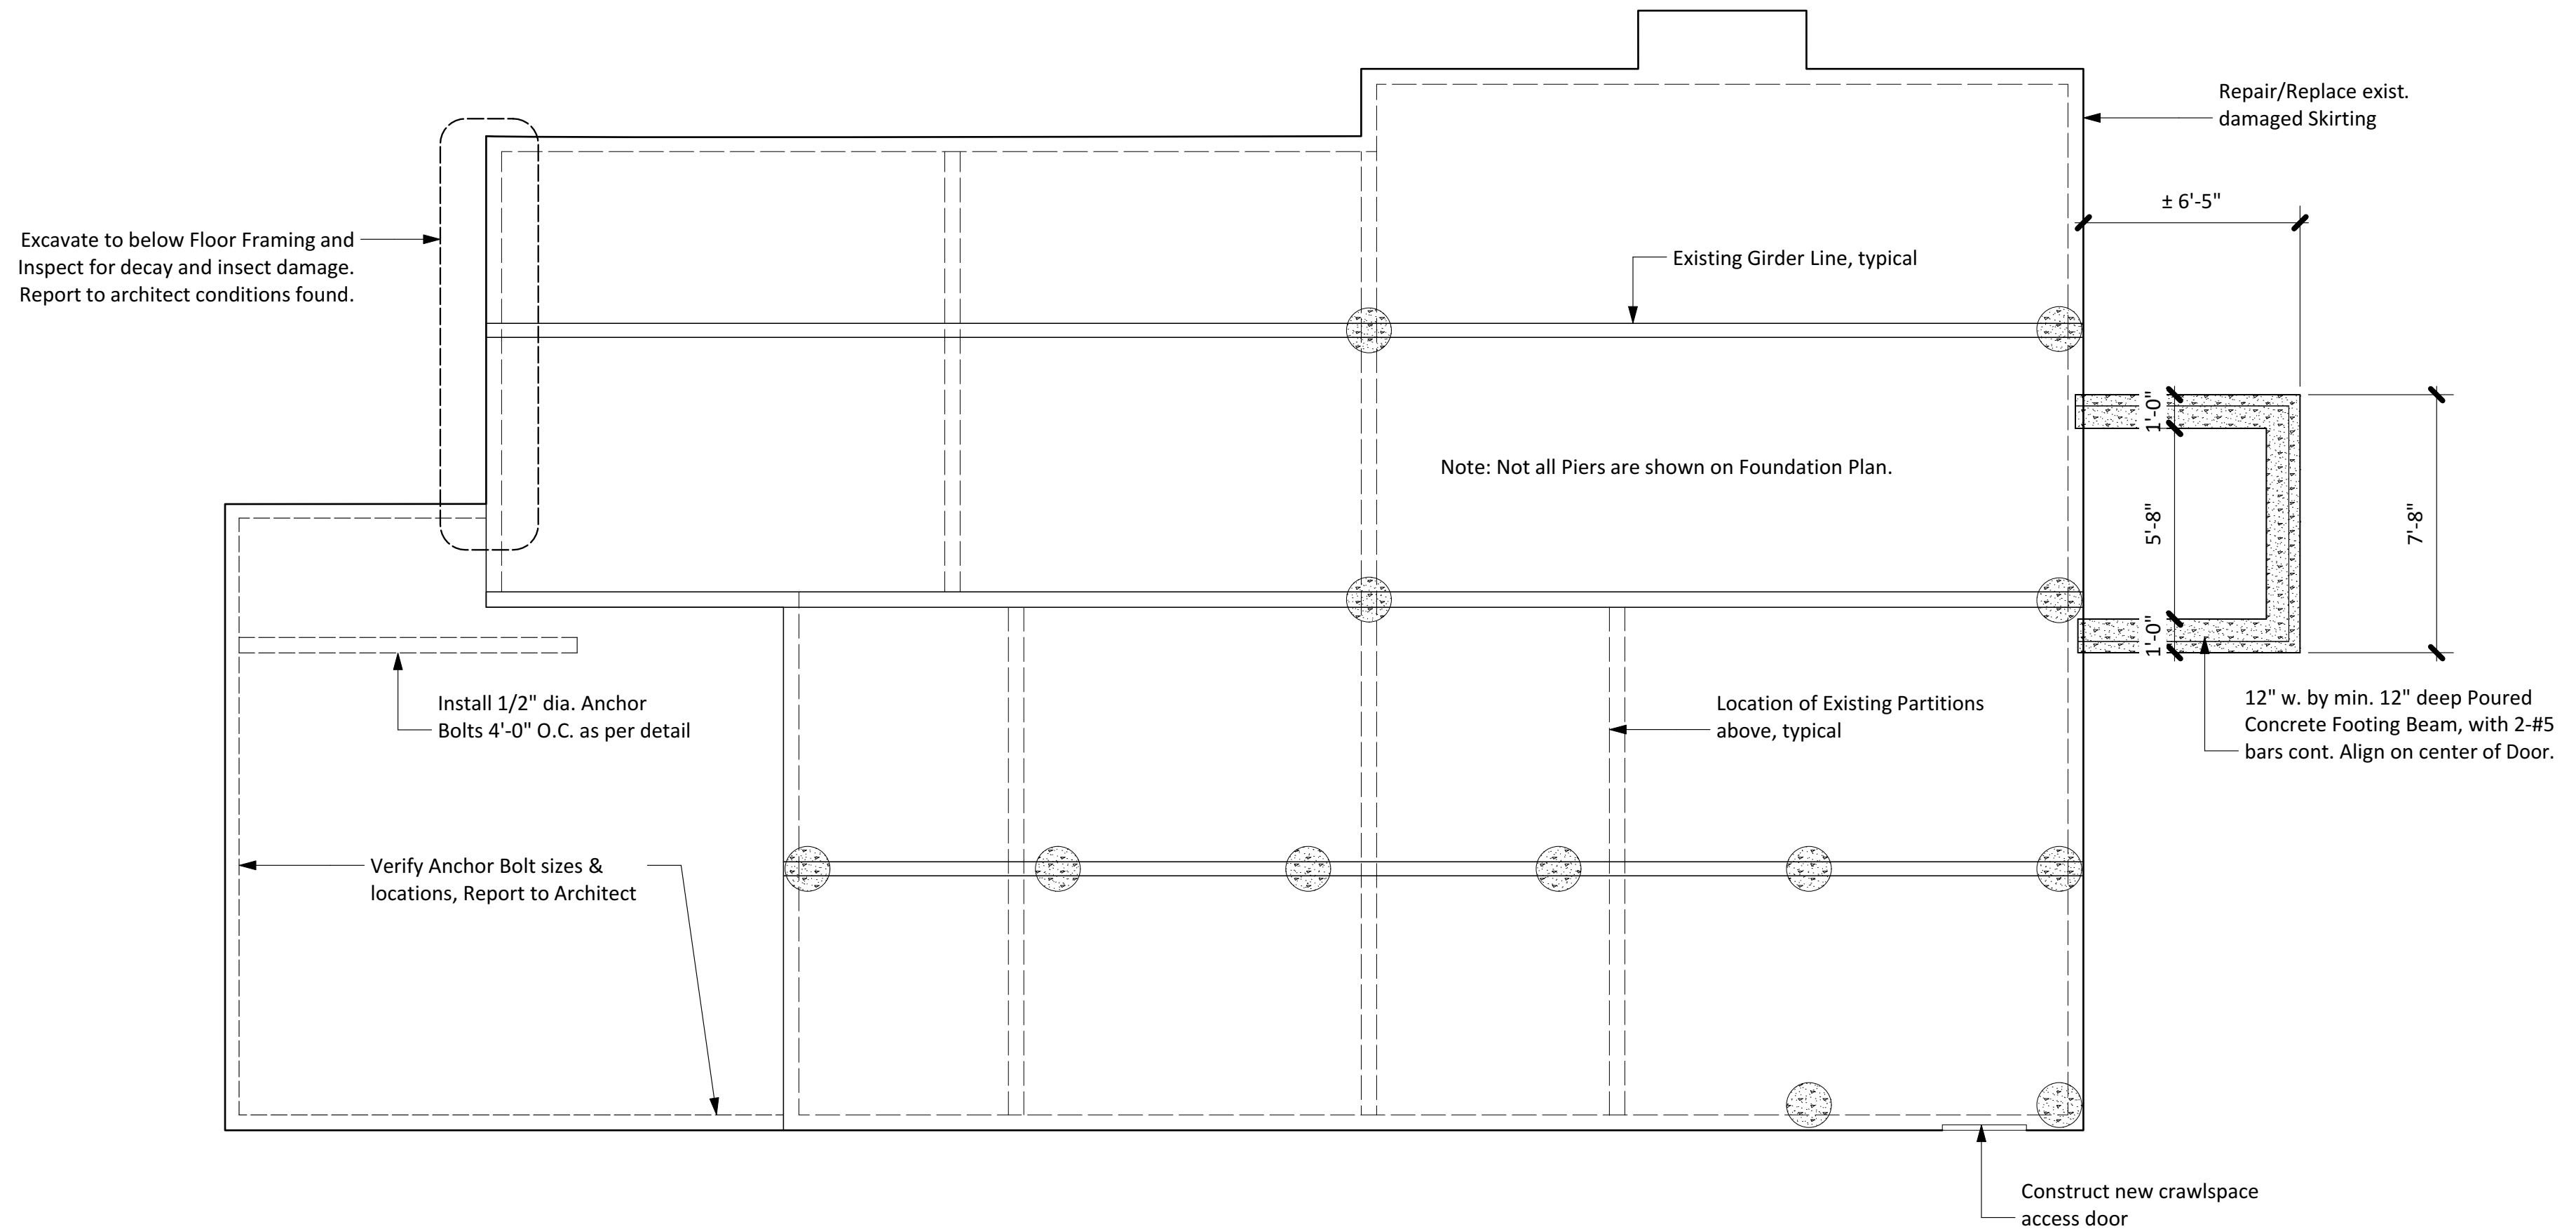 Repair/Replace exist.
damaged Skirting
± 6'-5"
Excavate to below Floor Framing and
Inspect for decay and insect damage.
Report to architect conditions found.
Existing Girder Line, typical
1'-0"
Note: Not all Piers are shown on Foundation Plan.
5'-8"
7'-8"
1'-0"
Install 1/2" dia. Anchor
Bolts 4'-0" O.C. as per detail
Location of Existing Partitions
above, typical
12" w. by min. 12" deep Poured
Concrete Footing Beam, with 2-#5
bars cont. Align on center of Door.
Verify Anchor Bolt sizes &
locations, Report to Architect
Construct new crawlspace
access door